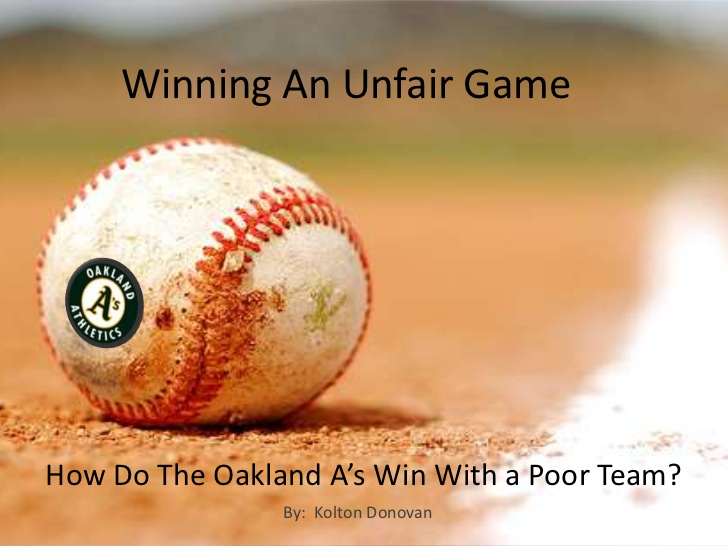 Winning An Unfair Game
OAKLAND
A's
ATHLETICS
How Do The Oakland A’s Win With a Poor Team?
By: Kolton Donovan